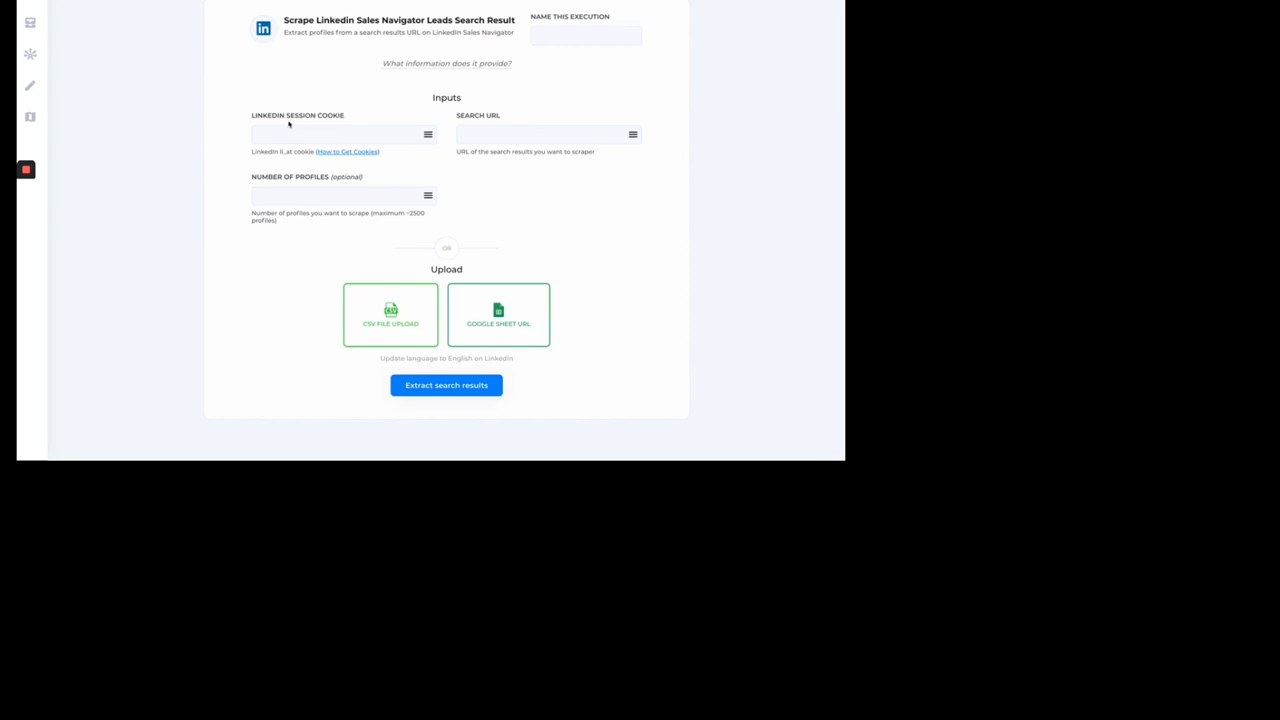 Scrape Linkedin Sales Navigator Leads Search Result
Extract profiles from a search results URL on LinkedIn Sales Navigator
NAME THIS EXECUTION
What information does it provide?
Inputs
LINKEDIN SESSION COOKIE
LinkedIn li_at cookie (How to Get Cookies)
SEARCH URL
URL of the search results you want to scraper
NUMBER OF PROFILES (optional)
Number of profiles you want to scrape (maximum ~2500
profiles)
OR
Upload
CSV
CSV FILE UPLOAD
GOOGLE SHEET URL
Update language to English on LinkedIn
Extract search results